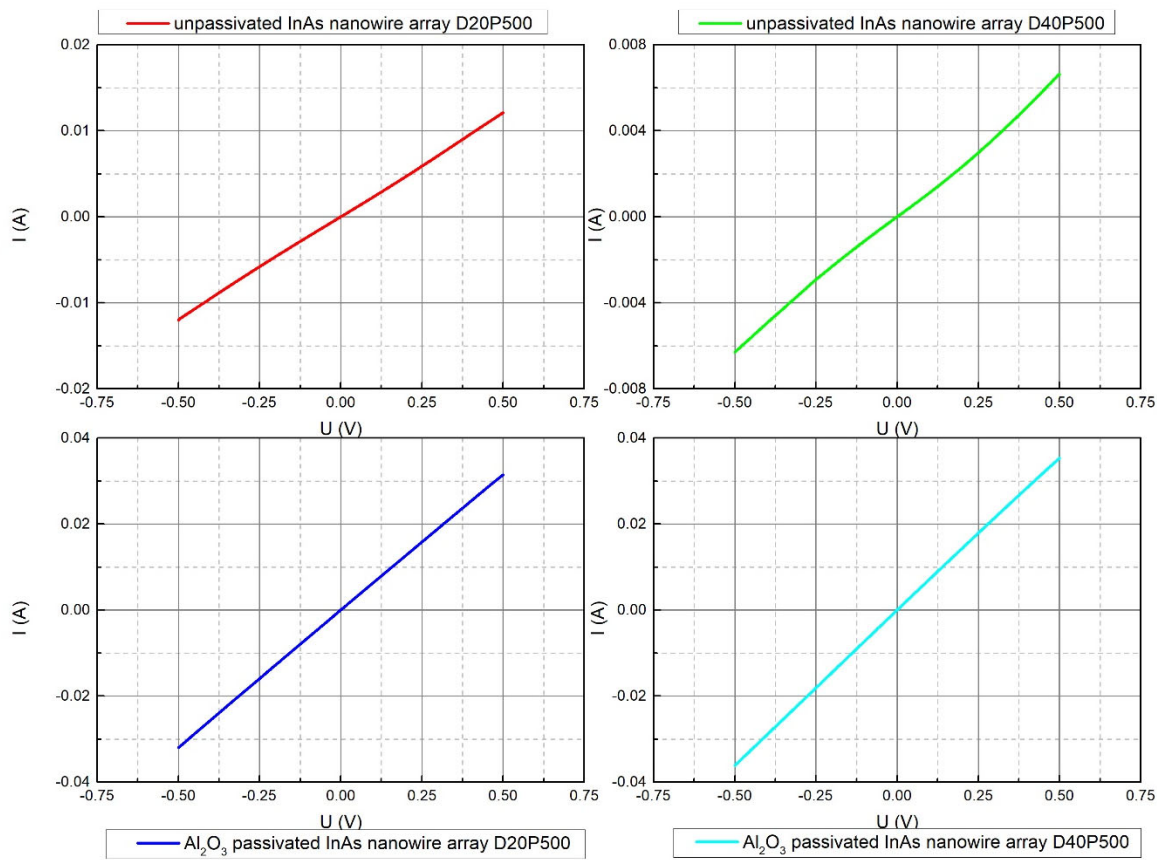 unpassivated InAs nanowire array D20P500
unpassivated InAs nanowire array D40P500
0.02
0.01
0.00
-0.01
-0.02
I (A)
-0.75 -0.50 -0.25 0.00 0.25 0.50 0.75
U (V)
0.008
0.004
0.000
-0.004
-0.008
I (A)
-0.75 -0.50 -0.25 0.00 0.25 0.50 0.75
U (V)
0.04
0.02
0.00
-0.02
-0.04
I (A)
-0.75 -0.50 -0.25 0.00 0.25 0.50 0.75
U (V)
0.04
0.02
0.00
-0.02
-0.04
I (A)
-0.75 -0.50 -0.25 0.00 0.25 0.50 0.75
U (V)
Al₂O₃ passivated InAs nanowire array D20P500
Al₂O₃ passivated InAs nanowire array D40P500